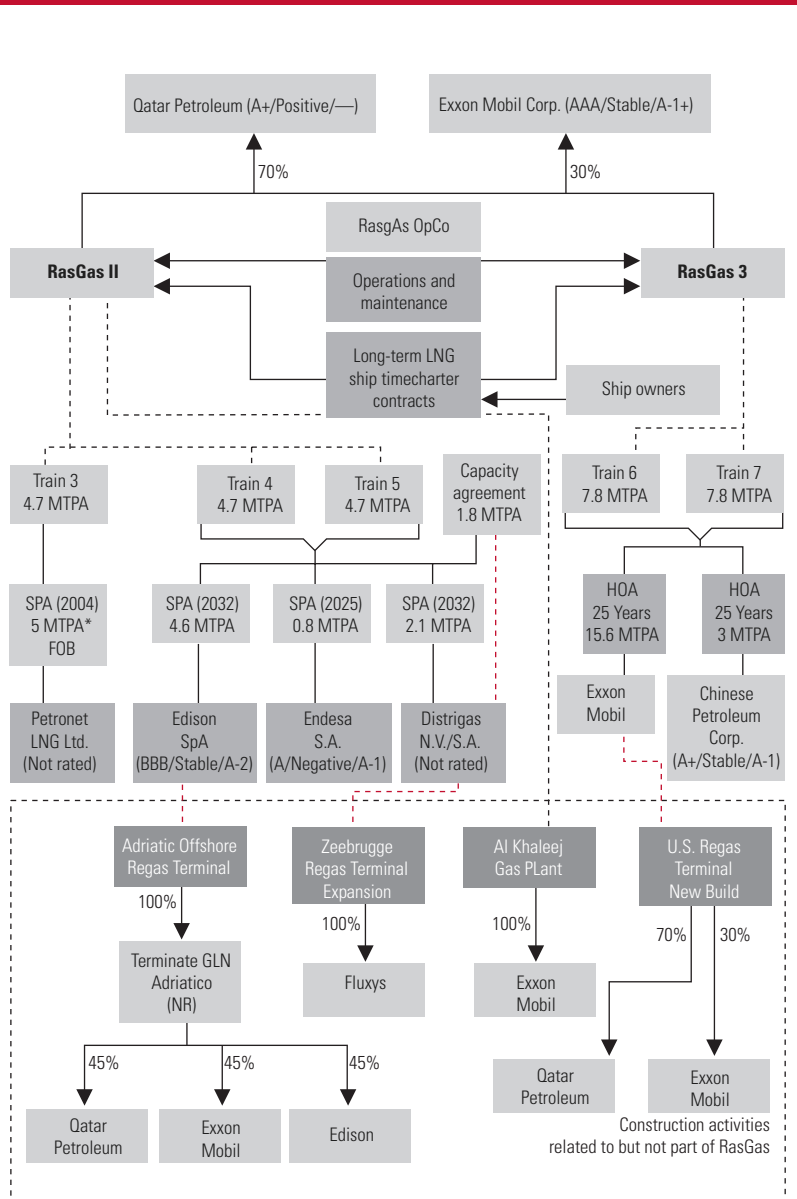 Qatar Petroleum (A+/Positive/—)
Exxon Mobil Corp. (AAA/Stable/A-1+)
70%
30%
RasgAs OpCo
RasGas II
RasGas 3
Operations and
maintenance
Long-term LNG
ship timecharter
contracts
Ship owners
Train 3
4.7 MTPA
Train 4
4.7 MTPA
Train 5
4.7 MTPA
Capacity
agreement
1.8 MTPA
Train 6
7.8 MTPA
Train 7
7.8 MTPA
SPA (2004)
5 MTPA*
FOB
SPA (2032)
4.6 MTPA
SPA (2025)
0.8 MTPA
SPA (2032)
2.1 MTPA
HOA
25 Years
15.6 MTPA
HOA
25 Years
3 MTPA
Petronet
LNG Ltd.
(Not rated)
Edison
SpA
(BBB/Stable/A-2)
Endesa
S.A.
(A/Negative/A-1)
Distrigas
N.V./S.A.
(Not rated)
Exxon
Mobil
Chinese
Petroleum
Corp.
(A+/Stable/A-1)
Adriatic Offshore
Regas Terminal
Zeebrugge
Regas Terminal
Expansion
Al Khaleej
Gas PLant
U.S. Regas
Terminal
New Build
100%
100%
100%
70%
30%
Terminate GLN
Adriatico
(NR)
Fluxys
Exxon
Mobil
45%
45%
45%
Qatar
Petroleum
Exxon
Mobil
Qatar
Petroleum
Exxon
Mobil
Edison
Construction activities
related to but not part of RasGas